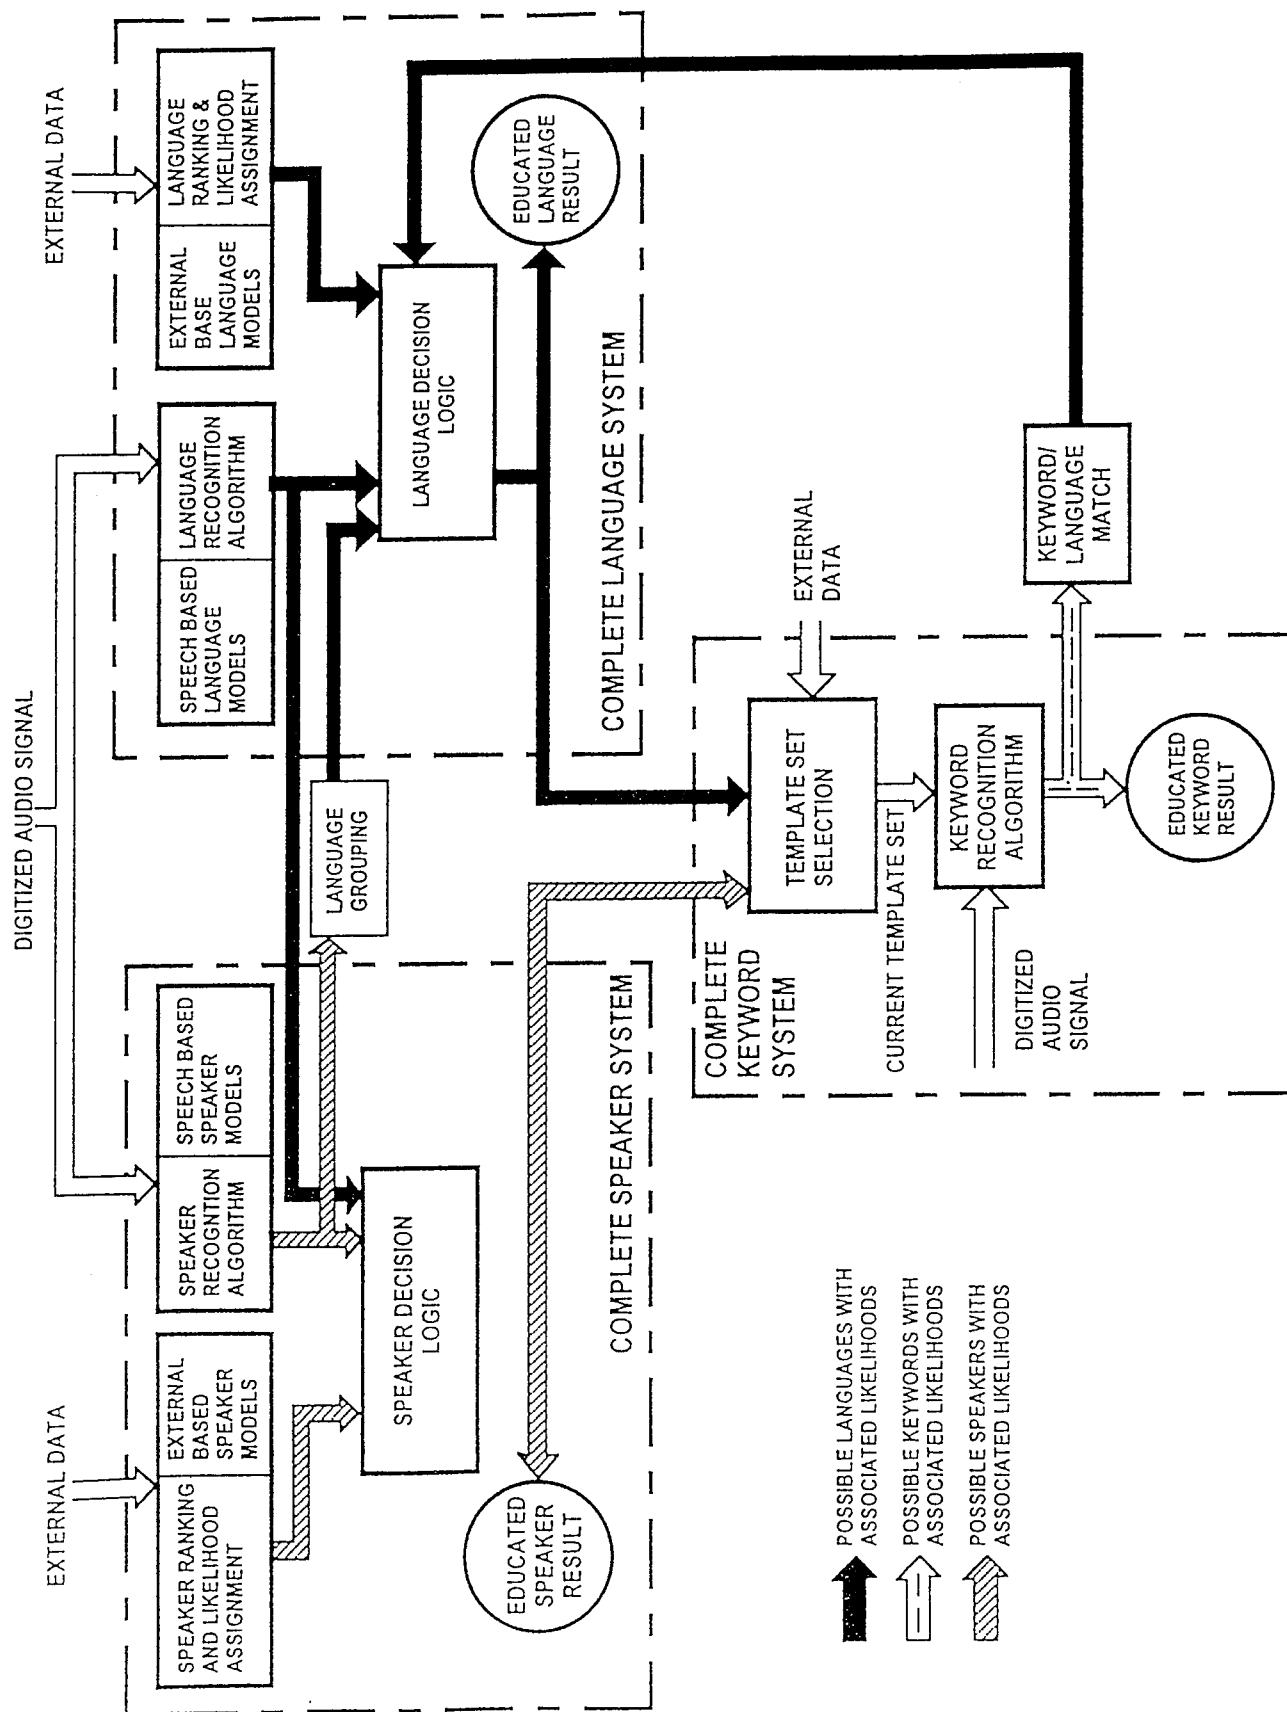 EXTERNAL DATA
DIGITIZED AUDIO SIGNAL
EXTERNAL DATA
SPEAKER RANKING
AND LIKELIHOOD
ASSIGNMENT
EXTERNAL
BASED
SPEAKER
MODELS
SPEAKER
RECOGNTION
ALGORITHM
SPEECH BASED
SPEAKER
MODELS
SPEECH BASED
LANGUAGE
MODELS
LANGUAGE
RECOGNITION
ALGORITHM
EXTERNAL
BASE
LANGUAGE
MODELS
LANGUAGE
RANKING &
LIKELIHOOD
ASSIGNMENT
LANGUAGE
GROUPING
SPEAKER DECISION
LOGIC
LANGUAGE DECISION
LOGIC
EDUCATED
SPEAKER
RESULT
EDUCATED
LANGUAGE
RESULT
COMPLETE SPEAKER SYSTEM
COMPLETE LANGUAGE SYSTEM
COMPLETE
KEYWORD
SYSTEM
TEMPLATE SET
SELECTION
EXTERNAL
DATA
CURRENT TEMPLATE SET
DIGITIZED
AUDIO
SIGNAL
KEYWORD
RECOGNITION
ALGORITHM
KEYWORD/
LANGUAGE
MATCH
EDUCATED
KEYWORD
RESULT
POSSIBLE LANGUAGES WITH
ASSOCIATED LIKELIHOODS
POSSIBLE KEYWORDS WITH
ASSOCIATED LIKELIHOODS
POSSIBLE SPEAKERS WITH
ASSOCIATED LIKELIHOODS